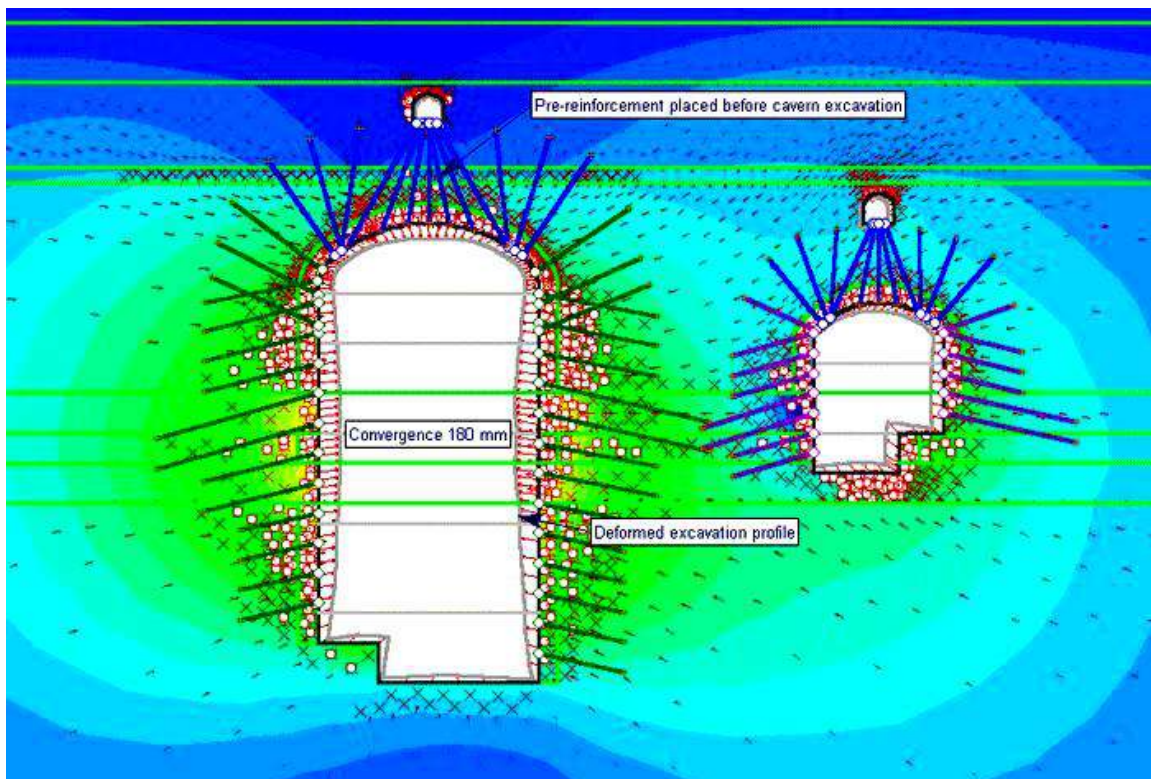 Pre-reinforcement placed before cavern excavation
Convergence 180 mm
Deformed excavation profile